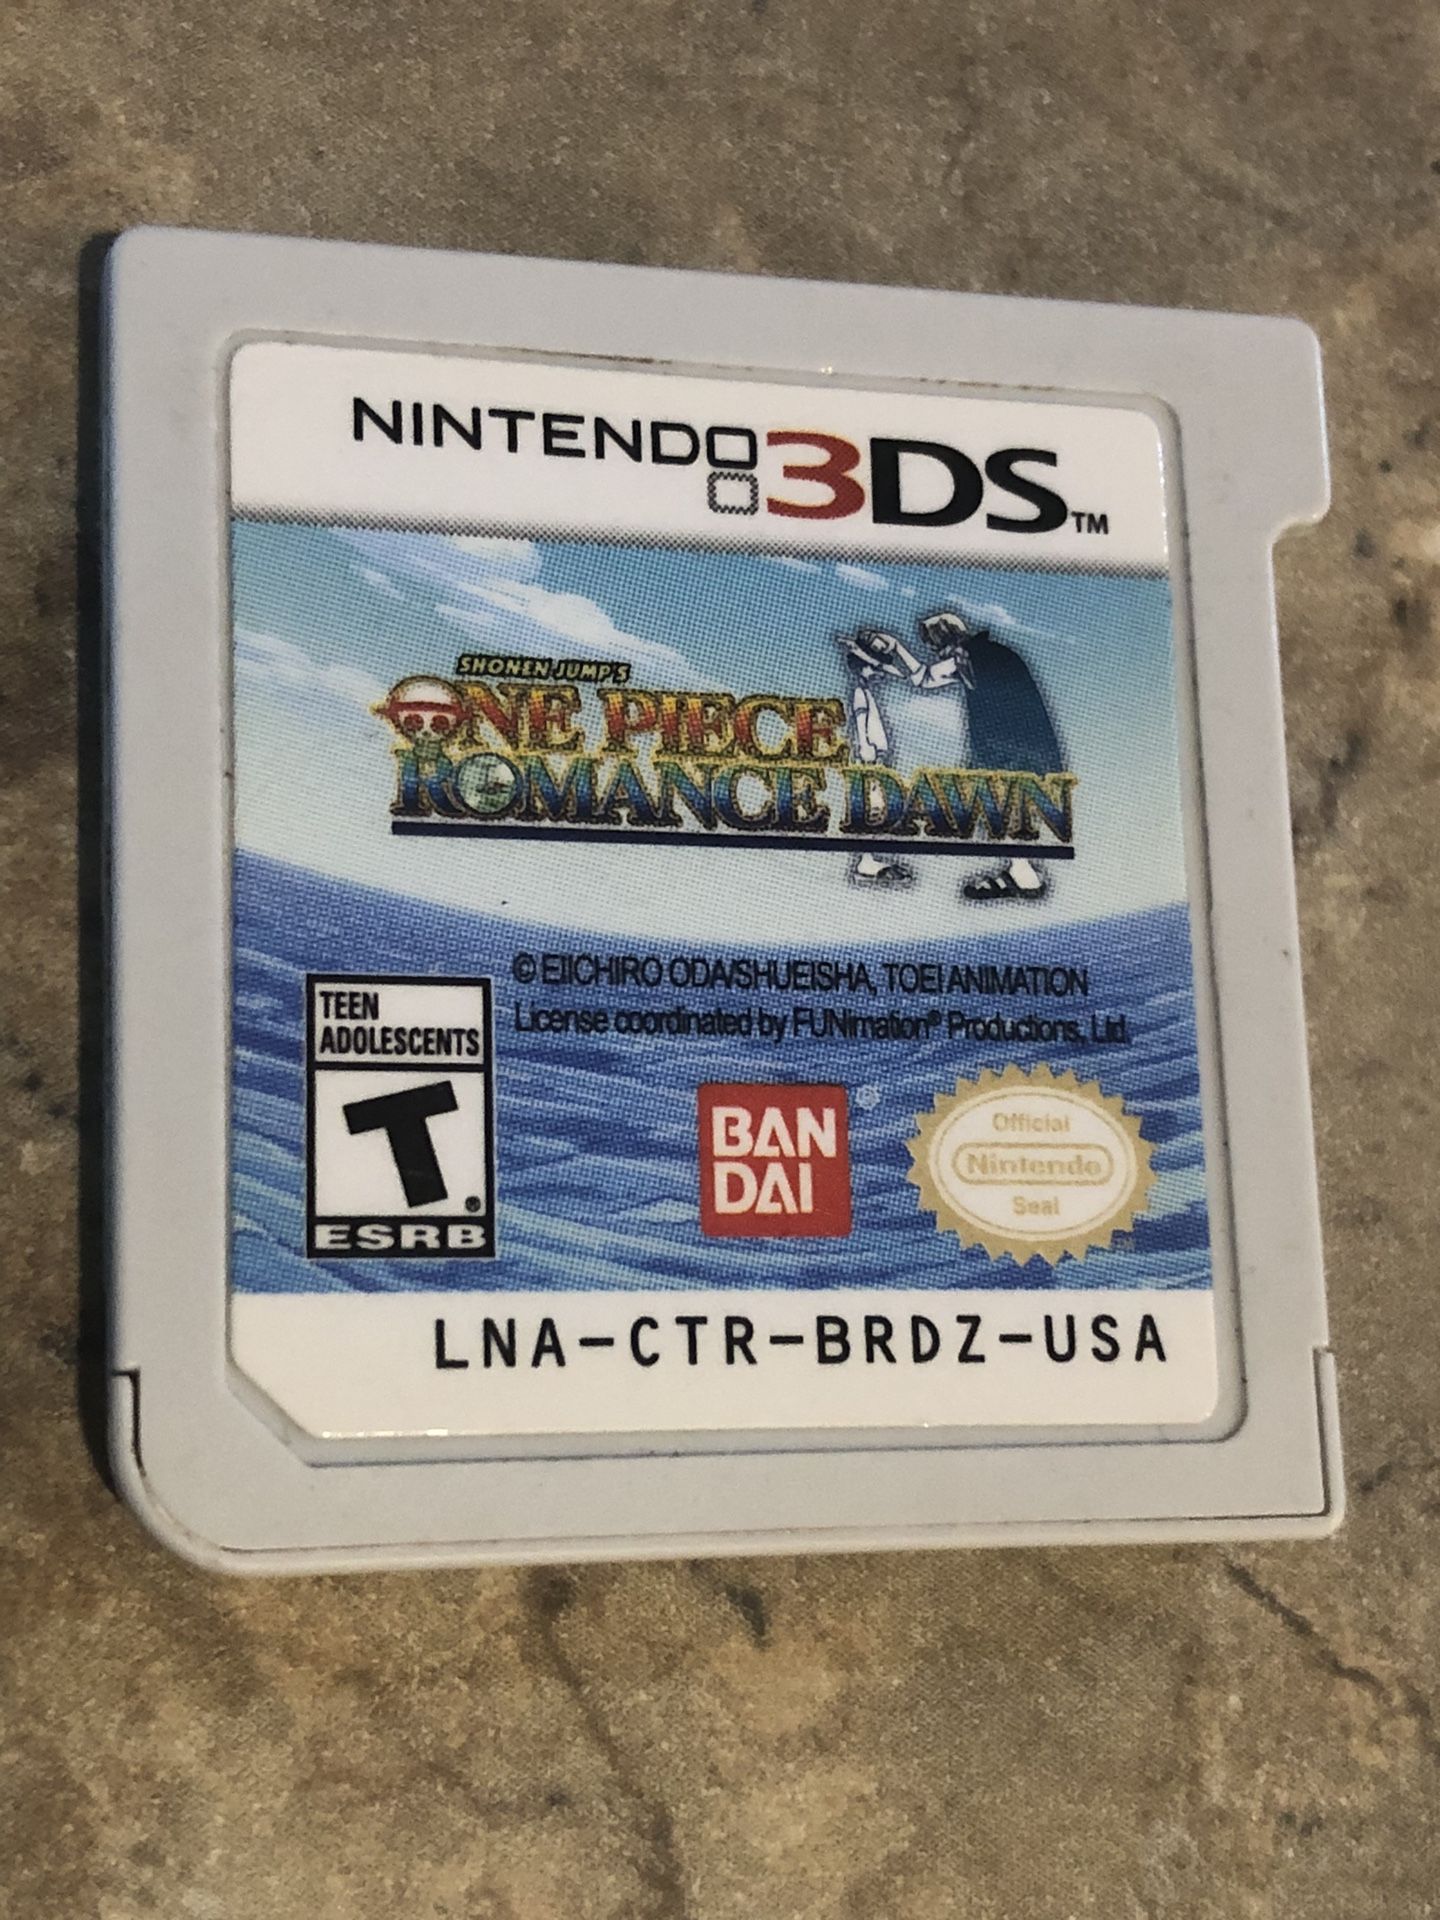 NINTENDO 3DS™
SHONEN JUMP'S
ONE PIECE
ROMANCE DAWN
© EIICHIRO ODA/SHUEISHA, TOEI ANIMATION
License coordinated by FUNimation® Productions, Ltd.
TEEN
ADOLESCENTS
T®
ESRB
BAN
DAI
®
Official
Nintendo
Seal
LNA-CTR-BRDZ-USA